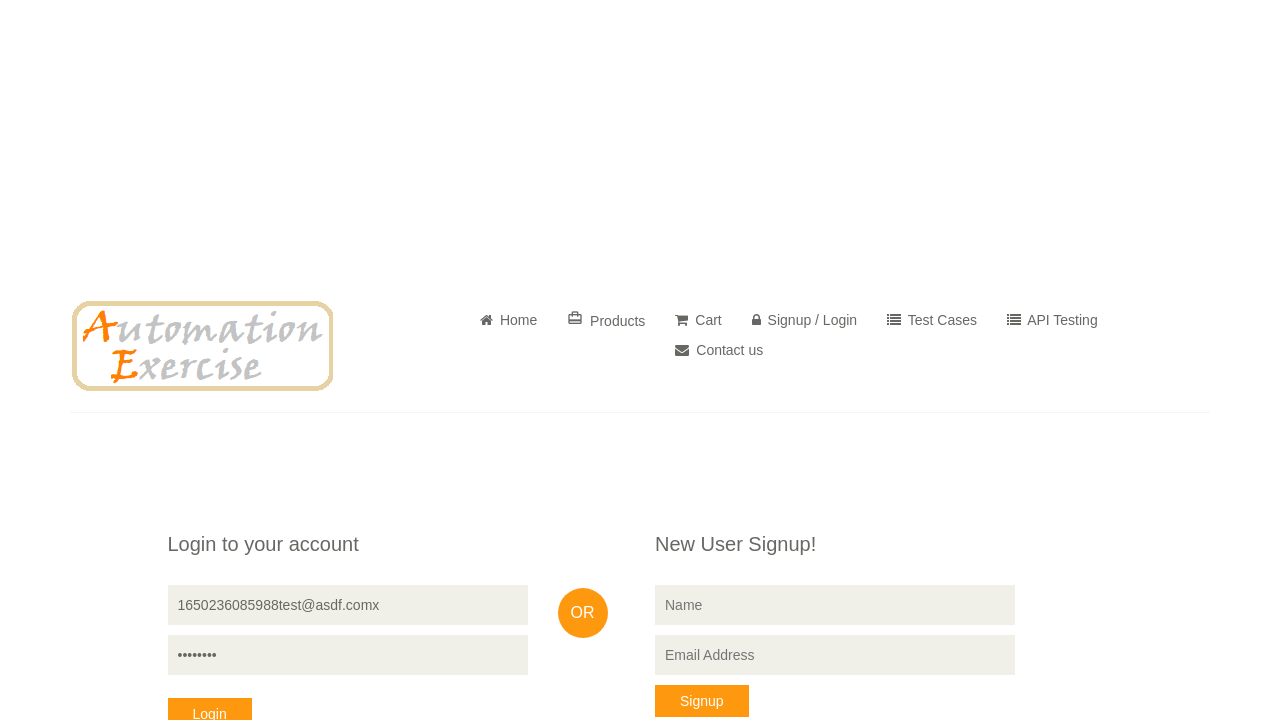 Automation
Exercise
Home
Products
Cart
Signup / Login
Test Cases
API Testing
Contact us
Login to your account
New User Signup!
1650236085988test@asdf.comx
OR
Name
••••••••
Email Address
Login
Signup